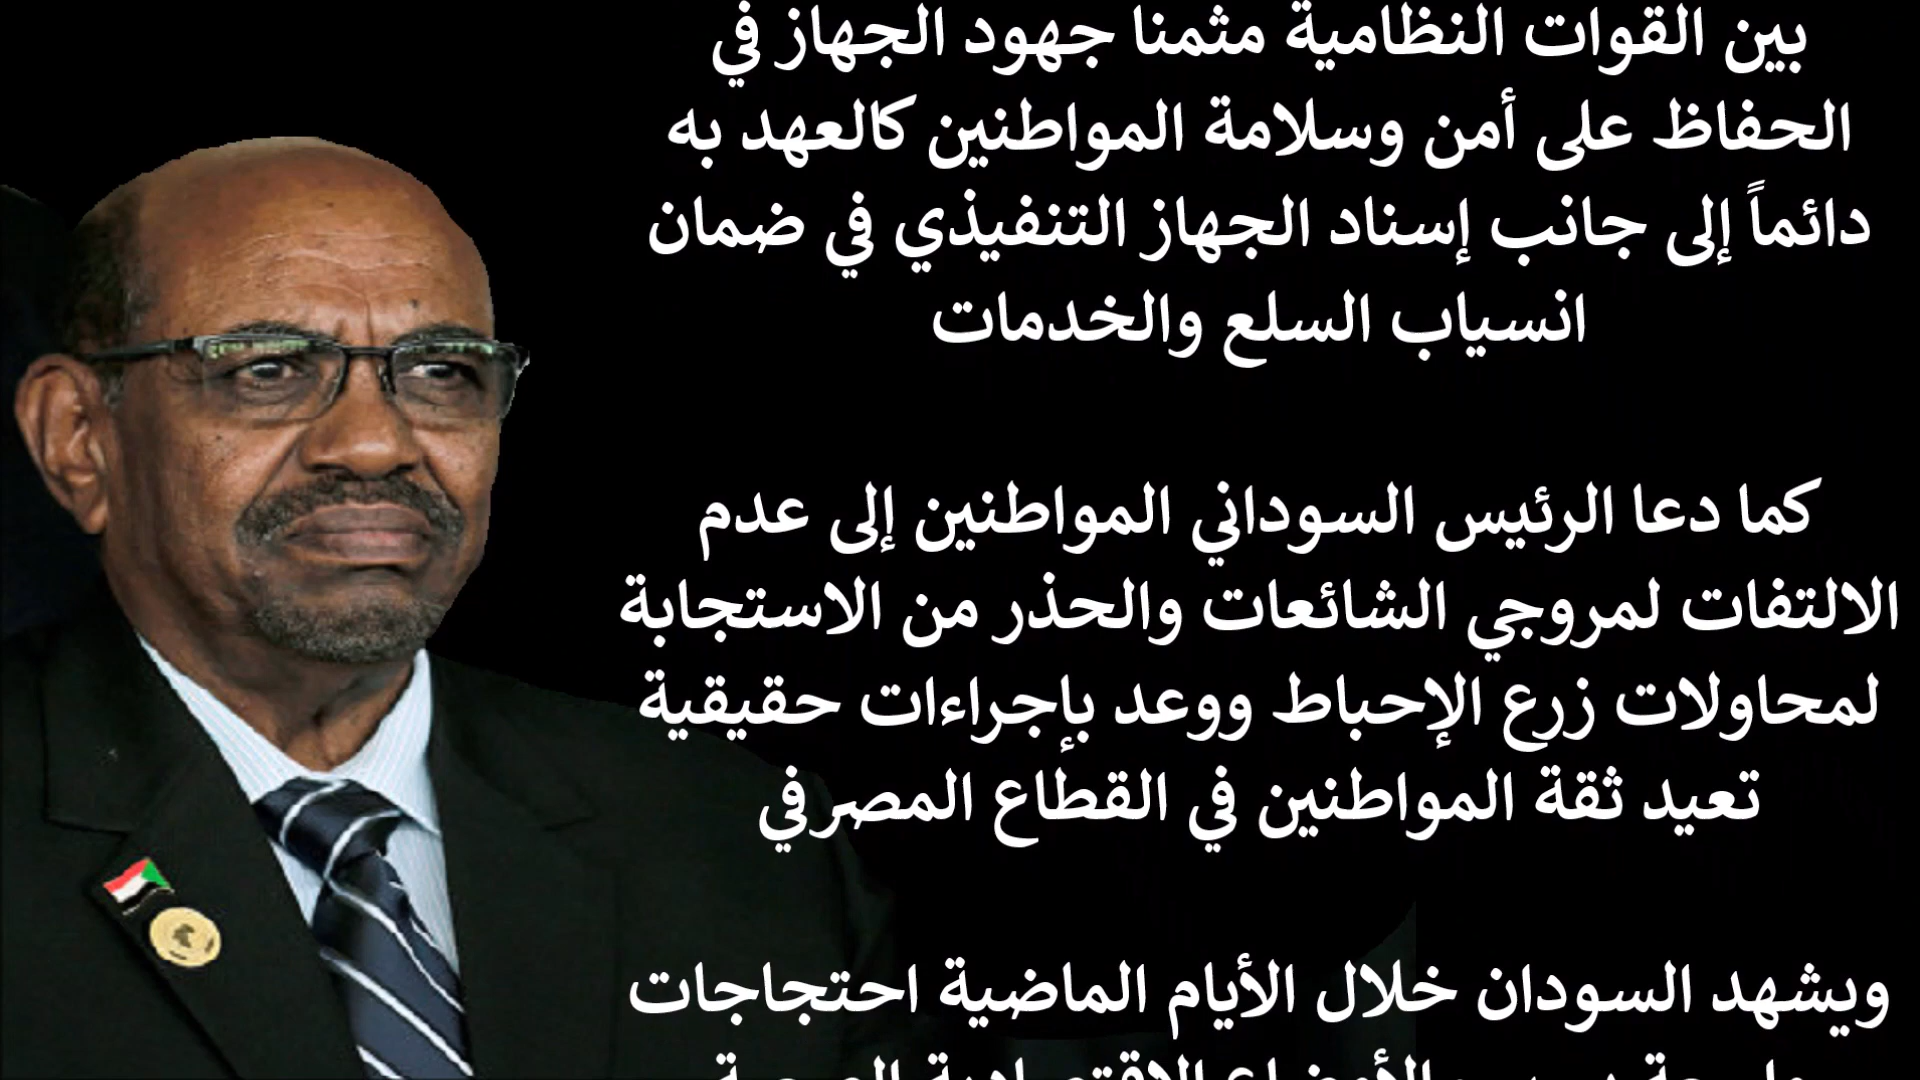 بين القوات النظامية مثمنا جهود الجهاز في
الحفاظ على أمن وسلامة المواطنين كالعهد به
دائماً إلى جانب إسناد الجهاز التنفيذي في ضمان
انسياب السلع والخدمات
كما دعا الرئيس السوداني المواطنين إلى عدم
الالتفات لمروجي الشائعات والحذر من الاستجابة
لمحاولات زرع الإحباط ووعد بإجراءات حقيقية
تعيد ثقة المواطنين في القطاع المصرفي
ويشهد السودان خلال الأيام الماضية احتجاجات
الأوضاع الاقتصادية